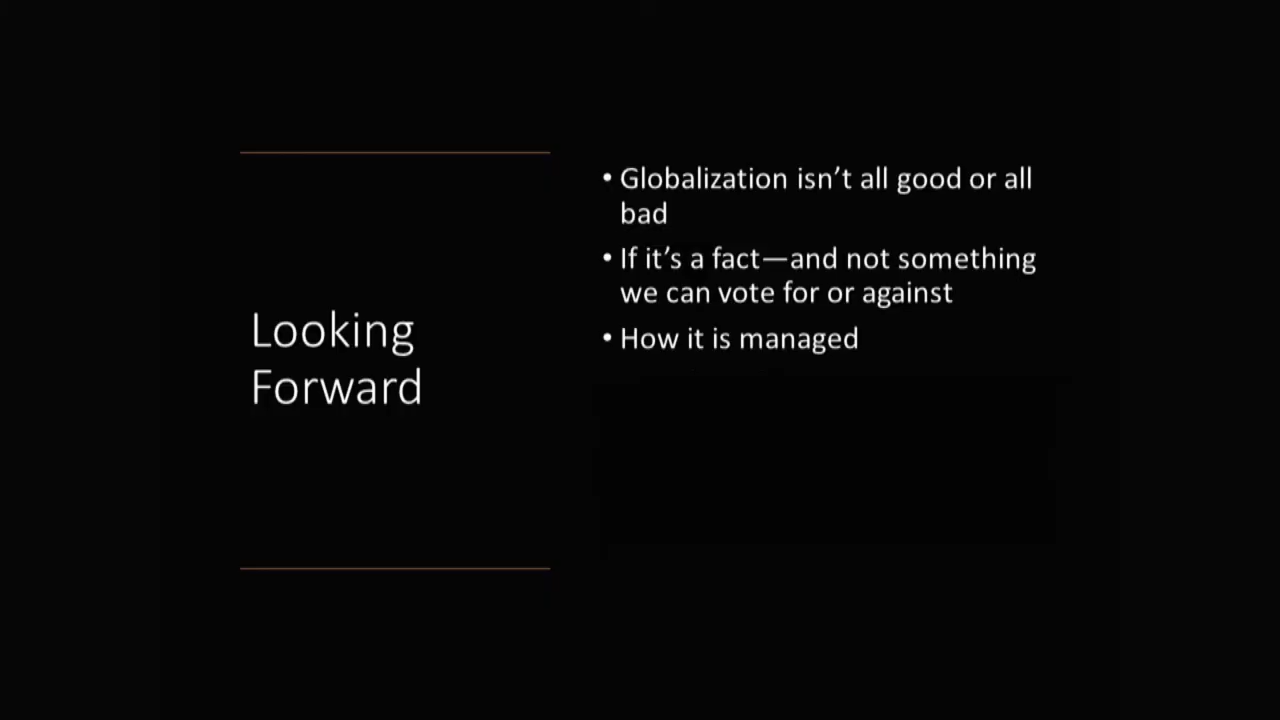 Looking
Forward
• Globalization isn’t all good or all
bad
• If it’s a fact—and not something
we can vote for or against
• How it is managed